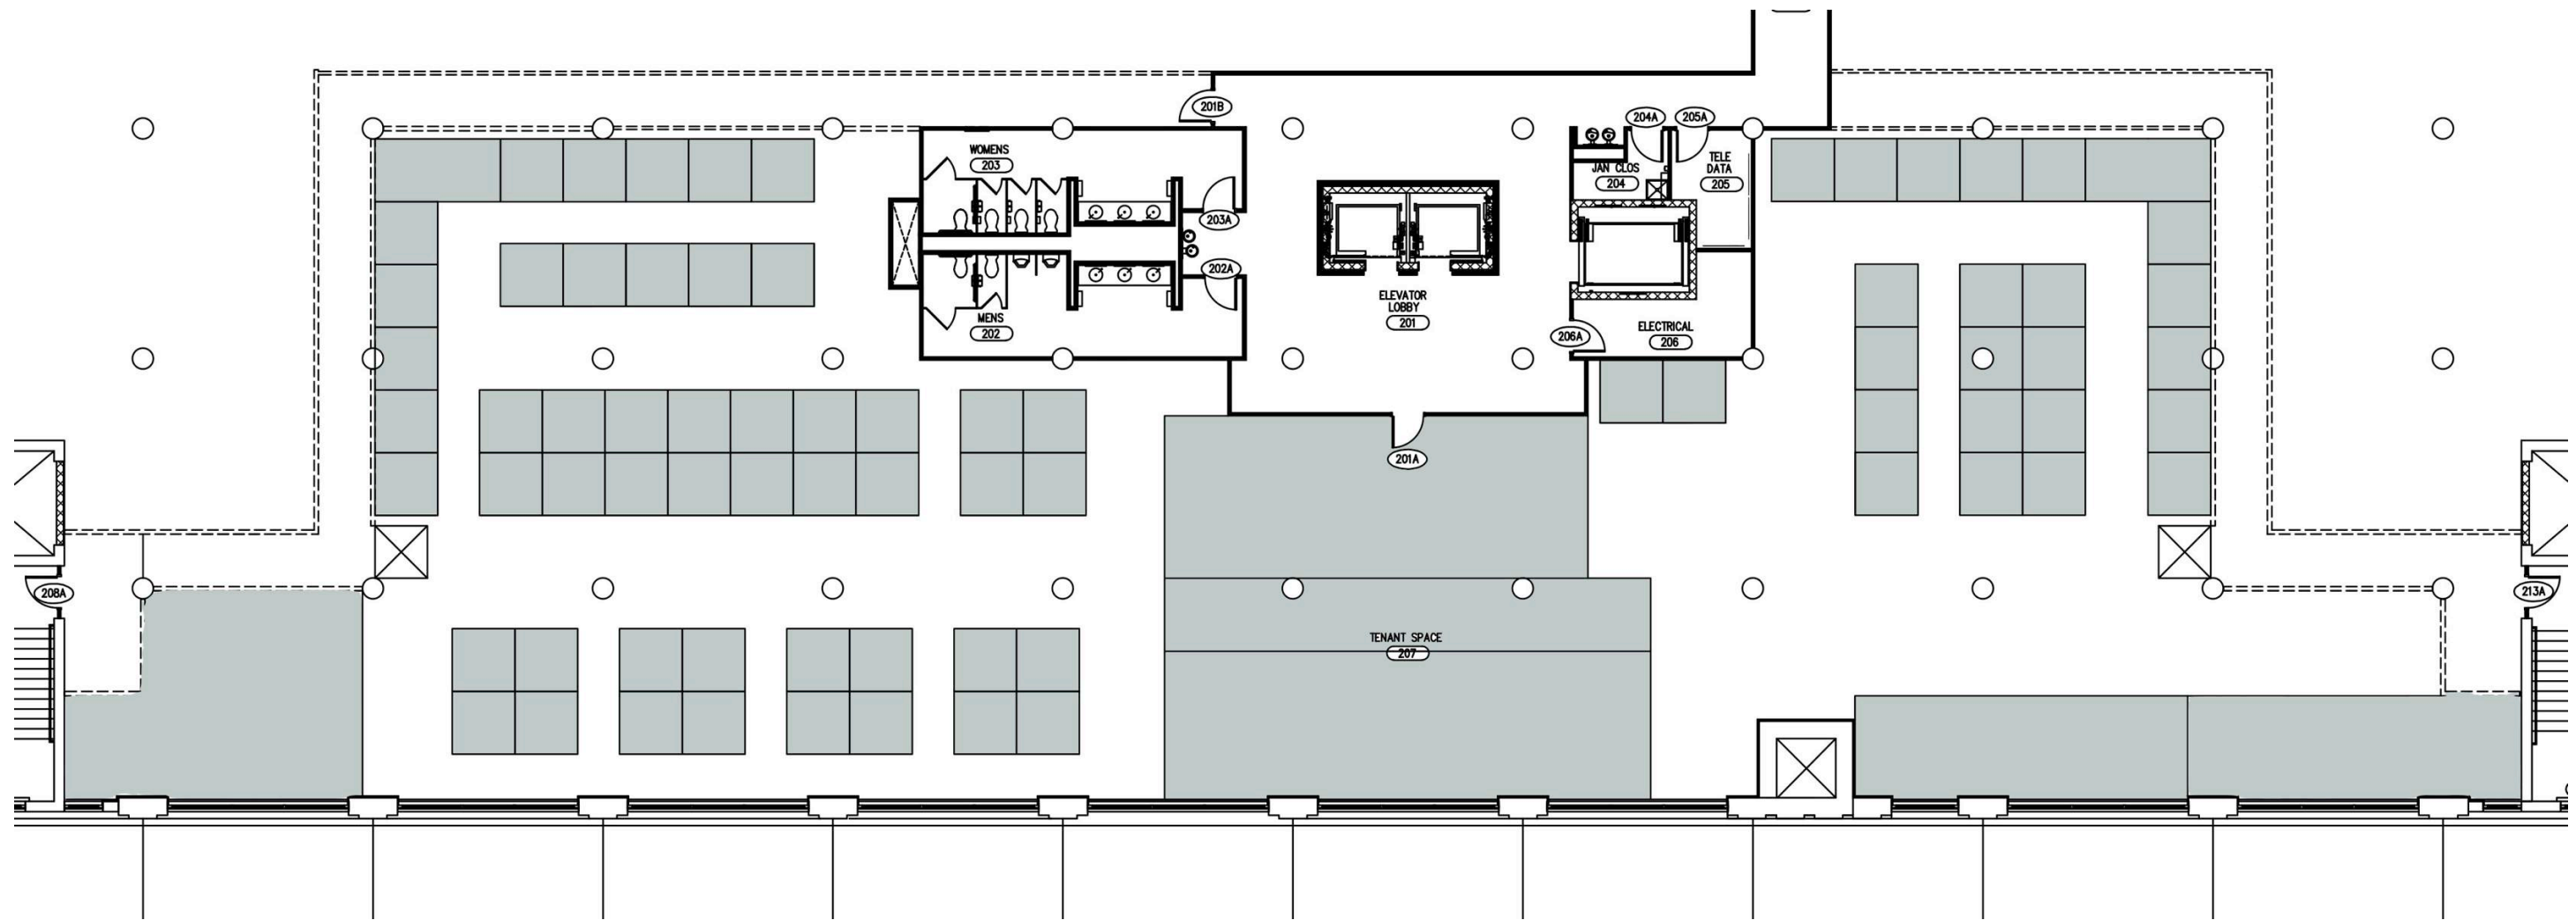 201B
204A
205A
WOMENS
203
TELE
DATA
205
JAN CLOS
204
203A
202A
ELEVATOR
LOBBY
201
MENS
202
206A
ELECTRICAL
206
201A
208A
213A
TENANT SPACE
207